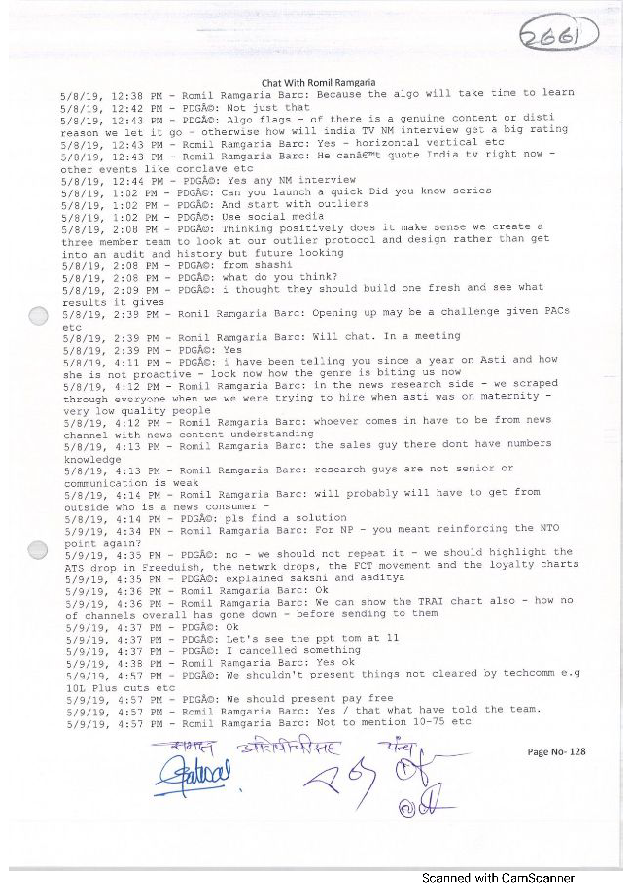 2661
Chat With Romil Ramgaria
5/8/19, 12:38 PM - Romil Ramgaria Barc: Because the algo will take time to learn
5/8/19, 12:42 PM - PDGÃ©: Not just that
5/8/19, 12:43 PM - PDGÃ©: Algo flags - of there is a genuine content or disti
reason we let it go - otherwise how will india TV NM interview get a big rating
5/8/19, 12:43 PM - Romil Ramgaria Barc: Yes - horizontal vertical etc
5/8/19, 12:43 PM - Romil Ramgaria Barc: He canâ€™t quote India tv right now -
other events like conclave etc
5/8/19, 12:44 PM - PDGÃ©: Yes any NM interview
5/8/19, 1:02 PM - PDGÃ©: Can you launch a quick Did you know series
5/8/19, 1:02 PM - PDGÃ©: And start with outliers
5/8/19, 1:02 PM - PDGÃ©: Use social media
5/8/19, 2:08 PM - PDGÃ©: Thinking positively does it make sense we create a
three member team to look at our outlier protocol and design rather than get
into an audit and history but future looking
5/8/19, 2:08 PM - PDGÃ©: from shashi
5/8/19, 2:08 PM - PDGÃ©: what do you think?
5/8/19, 2:09 PM - PDGÃ©: i thought they should build one fresh and see what
results it gives
5/8/19, 2:39 PM - Romil Ramgaria Barc: Opening up may be a challenge given PACs
etc
5/8/19, 2:39 PM - Romil Ramgaria Barc: Will chat. In a meeting
5/8/19, 2:39 PM - PDGÃ©: Yes
5/8/19, 4:11 PM - PDGÃ©: i have been telling you since a year on Asti and how
she is not proactive - look now how the genre is biting us now
5/8/19, 4:12 PM - Romil Ramgaria Barc: in the news research side - we scraped
through everyone when we we were trying to hire when asti was on maternity -
very low quality people
5/8/19, 4:12 PM - Romil Ramgaria Barc: whoever comes in have to be from news
channel with news content understanding
5/8/19, 4:13 PM - Romil Ramgaria Barc: the sales guy there dont have numbers
knowledge
5/8/19, 4:13 PM - Romil Ramgaria Barc: research guys are not senior or
communication is weak
5/8/19, 4:14 PM - Romil Ramgaria Barc: will probably will have to get from
outside who is a news consumer -
5/8/19, 4:14 PM - PDGÃ©: pls find a solution
5/9/19, 4:34 PM - Romil Ramgaria Barc: For NP - you meant reinforcing the NTO
point again?
5/9/19, 4:35 PM - PDGÃ©: no - we should not repeat it - we should highlight the
ATS drop in Freeduish, the netwrk drops, the FCT movement and the loyalty charts
5/9/19, 4:35 PM - PDGÃ©: explained sakshi and aaditya
5/9/19, 4:36 PM - Romil Ramgaria Barc: Ok
5/9/19, 4:36 PM - Romil Ramgaria Barc: We can show the TRAI chart also - how no
of channels overall has gone down - before sending to them
5/9/19, 4:37 PM - PDGÃ©: Ok
5/9/19, 4:37 PM - PDGÃ©: Let's see the ppt tom at 11
5/9/19, 4:37 PM - PDGÃ©: I cancelled something
5/9/19, 4:38 PM - Romil Ramgaria Barc: Yes ok
5/9/19, 4:57 PM - PDGÃ©: We shouldn't present things not cleared by techcomm e.g
10L Plus cuts etc
5/9/19, 4:57 PM - PDGÃ©: We should present pay free
5/9/19, 4:57 PM - Romil Ramgaria Barc: Yes / that what have told the team.
5/9/19, 4:57 PM - Romil Ramgaria Barc: Not to mention 10-75 etc
Page No- 128
Scanned with CamScanner